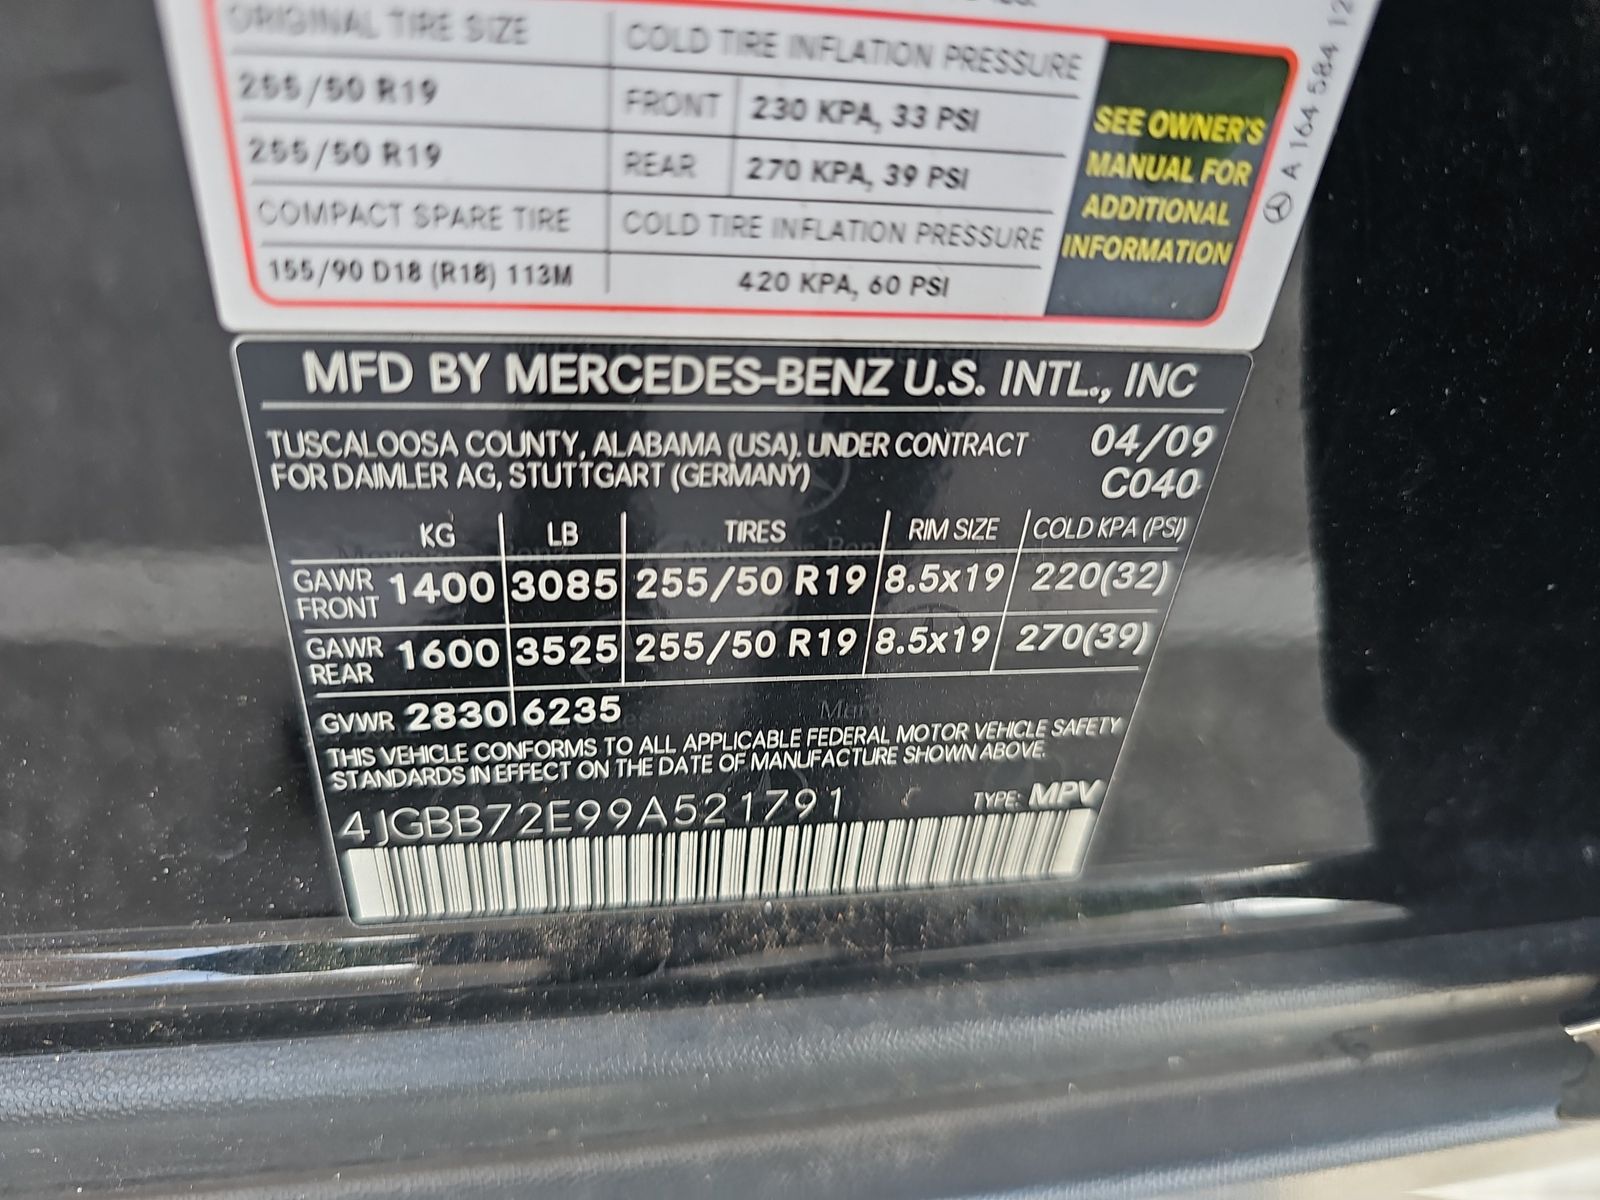 ORIGINAL TIRE SIZE COLD TIRE INFLATION PRESSURE
255/50 R19 FRONT 230 KPA, 33 PSI
255/50 R19 REAR 270 KPA, 39 PSI
COMPACT SPARE TIRE COLD TIRE INFLATION PRESSURE
155/90 D18 (R18) 113M 420 KPA, 60 PSI
SEE OWNER'S
MANUAL FOR
ADDITIONAL
INFORMATION
A 164 584 12
MFD BY MERCEDES-BENZ U.S. INTL., INC
TUSCALOOSA COUNTY, ALABAMA (USA). UNDER CONTRACT 04/09
FOR DAIMLER AG, STUTTGART (GERMANY) C040
KG LB TIRES RIM SIZE COLD KPA (PSI)
GAWR FRONT 1400 3085 255/50 R19 8.5x19 220(32)
GAWR REAR 1600 3525 255/50 R19 8.5x19 270(39)
GVWR 2830 6235
THIS VEHICLE CONFORMS TO ALL APPLICABLE FEDERAL MOTOR VEHICLE SAFETY
STANDARDS IN EFFECT ON THE DATE OF MANUFACTURE SHOWN ABOVE.
4JGBB72E99A521791 TYPE: MPV